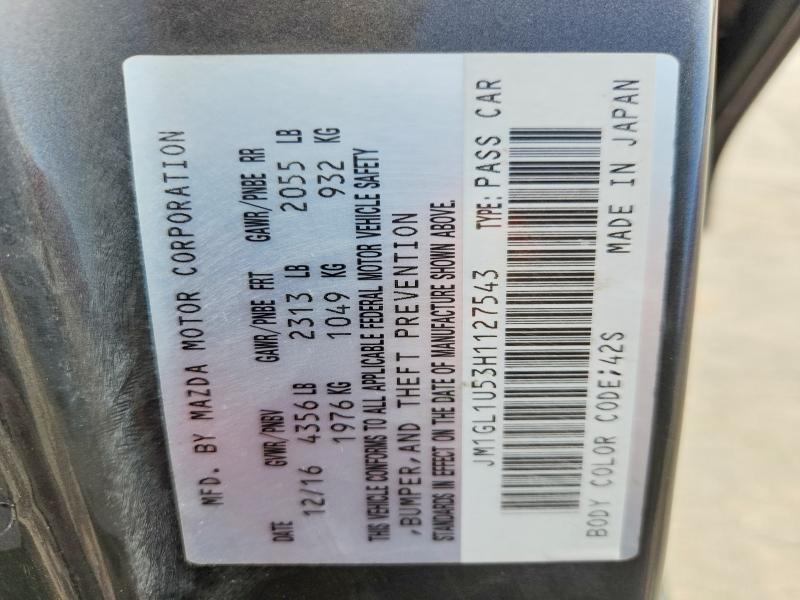 MFD. BY MAZDA MOTOR CORPORATION
DATE GVWR/PNBV GAWR/PNBE FRT GAWR/PNBE RR
12/16 4356 LB 2313 LB 2055 LB
1976 KG 1049 KG 932 KG
THIS VEHICLE CONFORMS TO ALL APPLICABLE FEDERAL MOTOR VEHICLE SAFETY
,BUMPER,AND THEFT PREVENTION
STANDARDS IN EFFECT ON THE DATE OF MANUFACTURE SHOWN ABOVE.
JM1GL1U53H1127543 TYPE: PASS CAR
BODY COLOR CODE;42S MADE IN JAPAN